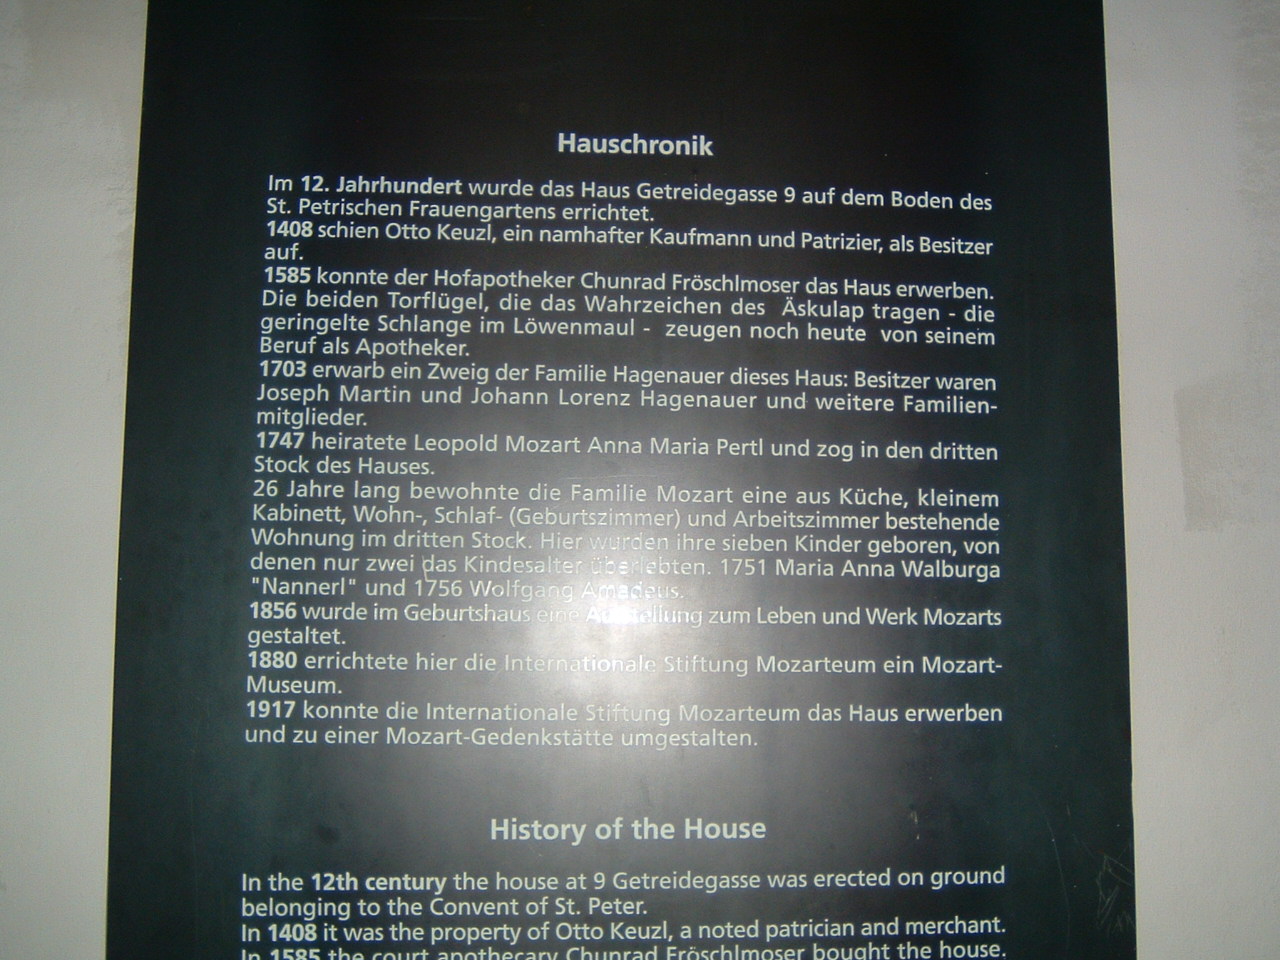 Hauschronik
Im 12. Jahrhundert wurde das Haus Getreidegasse 9 auf dem Boden des
St. Petrischen Frauengartens errichtet.
1408 schien Otto Keuzl, ein namhafter Kaufmann und Patrizier, als Besitzer
auf.
1585 konnte der Hofapotheker Chunrad Fröschlmoser das Haus erwerben.
Die beiden Torflügel, die das Wahrzeichen des Äskulap tragen - die
geringelte Schlange im Löwenmaul - zeugen noch heute von seinem
Beruf als Apotheker.
1703 erwarb ein Zweig der Familie Hagenauer dieses Haus: Besitzer waren
Joseph Martin und Johann Lorenz Hagenauer und weitere Familien-
mitglieder.
1747 heiratete Leopold Mozart Anna Maria Pertl und zog in den dritten
Stock des Hauses.
26 Jahre lang bewohnte die Familie Mozart eine aus Küche, kleinem
Kabinett, Wohn-, Schlaf- (Geburtszimmer) und Arbeitszimmer bestehende
Wohnung im dritten Stock. Hier wurden ihre sieben Kinder geboren, von
denen nur zwei das Kindesalter überlebten. 1751 Maria Anna Walburga
"Nannerl" und 1756 Wolfgang Amadeus.
1856 wurde im Geburtshaus eine Ausstellung zum Leben und Werk Mozarts
gestaltet.
1880 errichtete hier die Internationale Stiftung Mozarteum ein Mozart-
Museum.
1917 konnte die Internationale Stiftung Mozarteum das Haus erwerben
und zu einer Mozart-Gedenkstätte umgestalten.
History of the House
In the 12th century the house at 9 Getreidegasse was erected on ground
belonging to the Convent of St. Peter.
In 1408 it was the property of Otto Keuzl, a noted patrician and merchant.
In 1585 the court apothecary Chunrad Fröschlmoser bought the house.